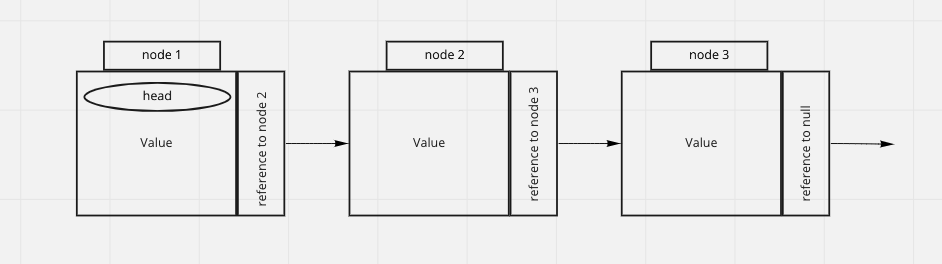 node 1
head
Value
reference to node 2
node 2
Value
reference to node 3
node 3
Value
reference to null